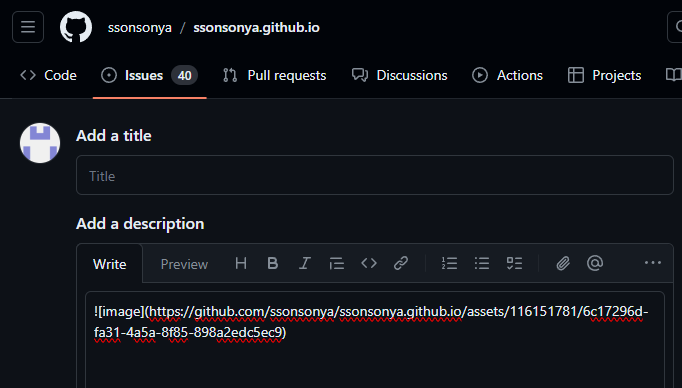 ssonsonya / ssonsonya.github.io
Code Issues 40 Pull requests Discussions Actions Projects
Add a title
Title
Add a description
Write Preview H B I
![image](https://github.com/ssonsonya/ssonsonya.github.io/assets/116151781/6c17296d-
fa31-4a5a-8f85-898a2edc5ec9)